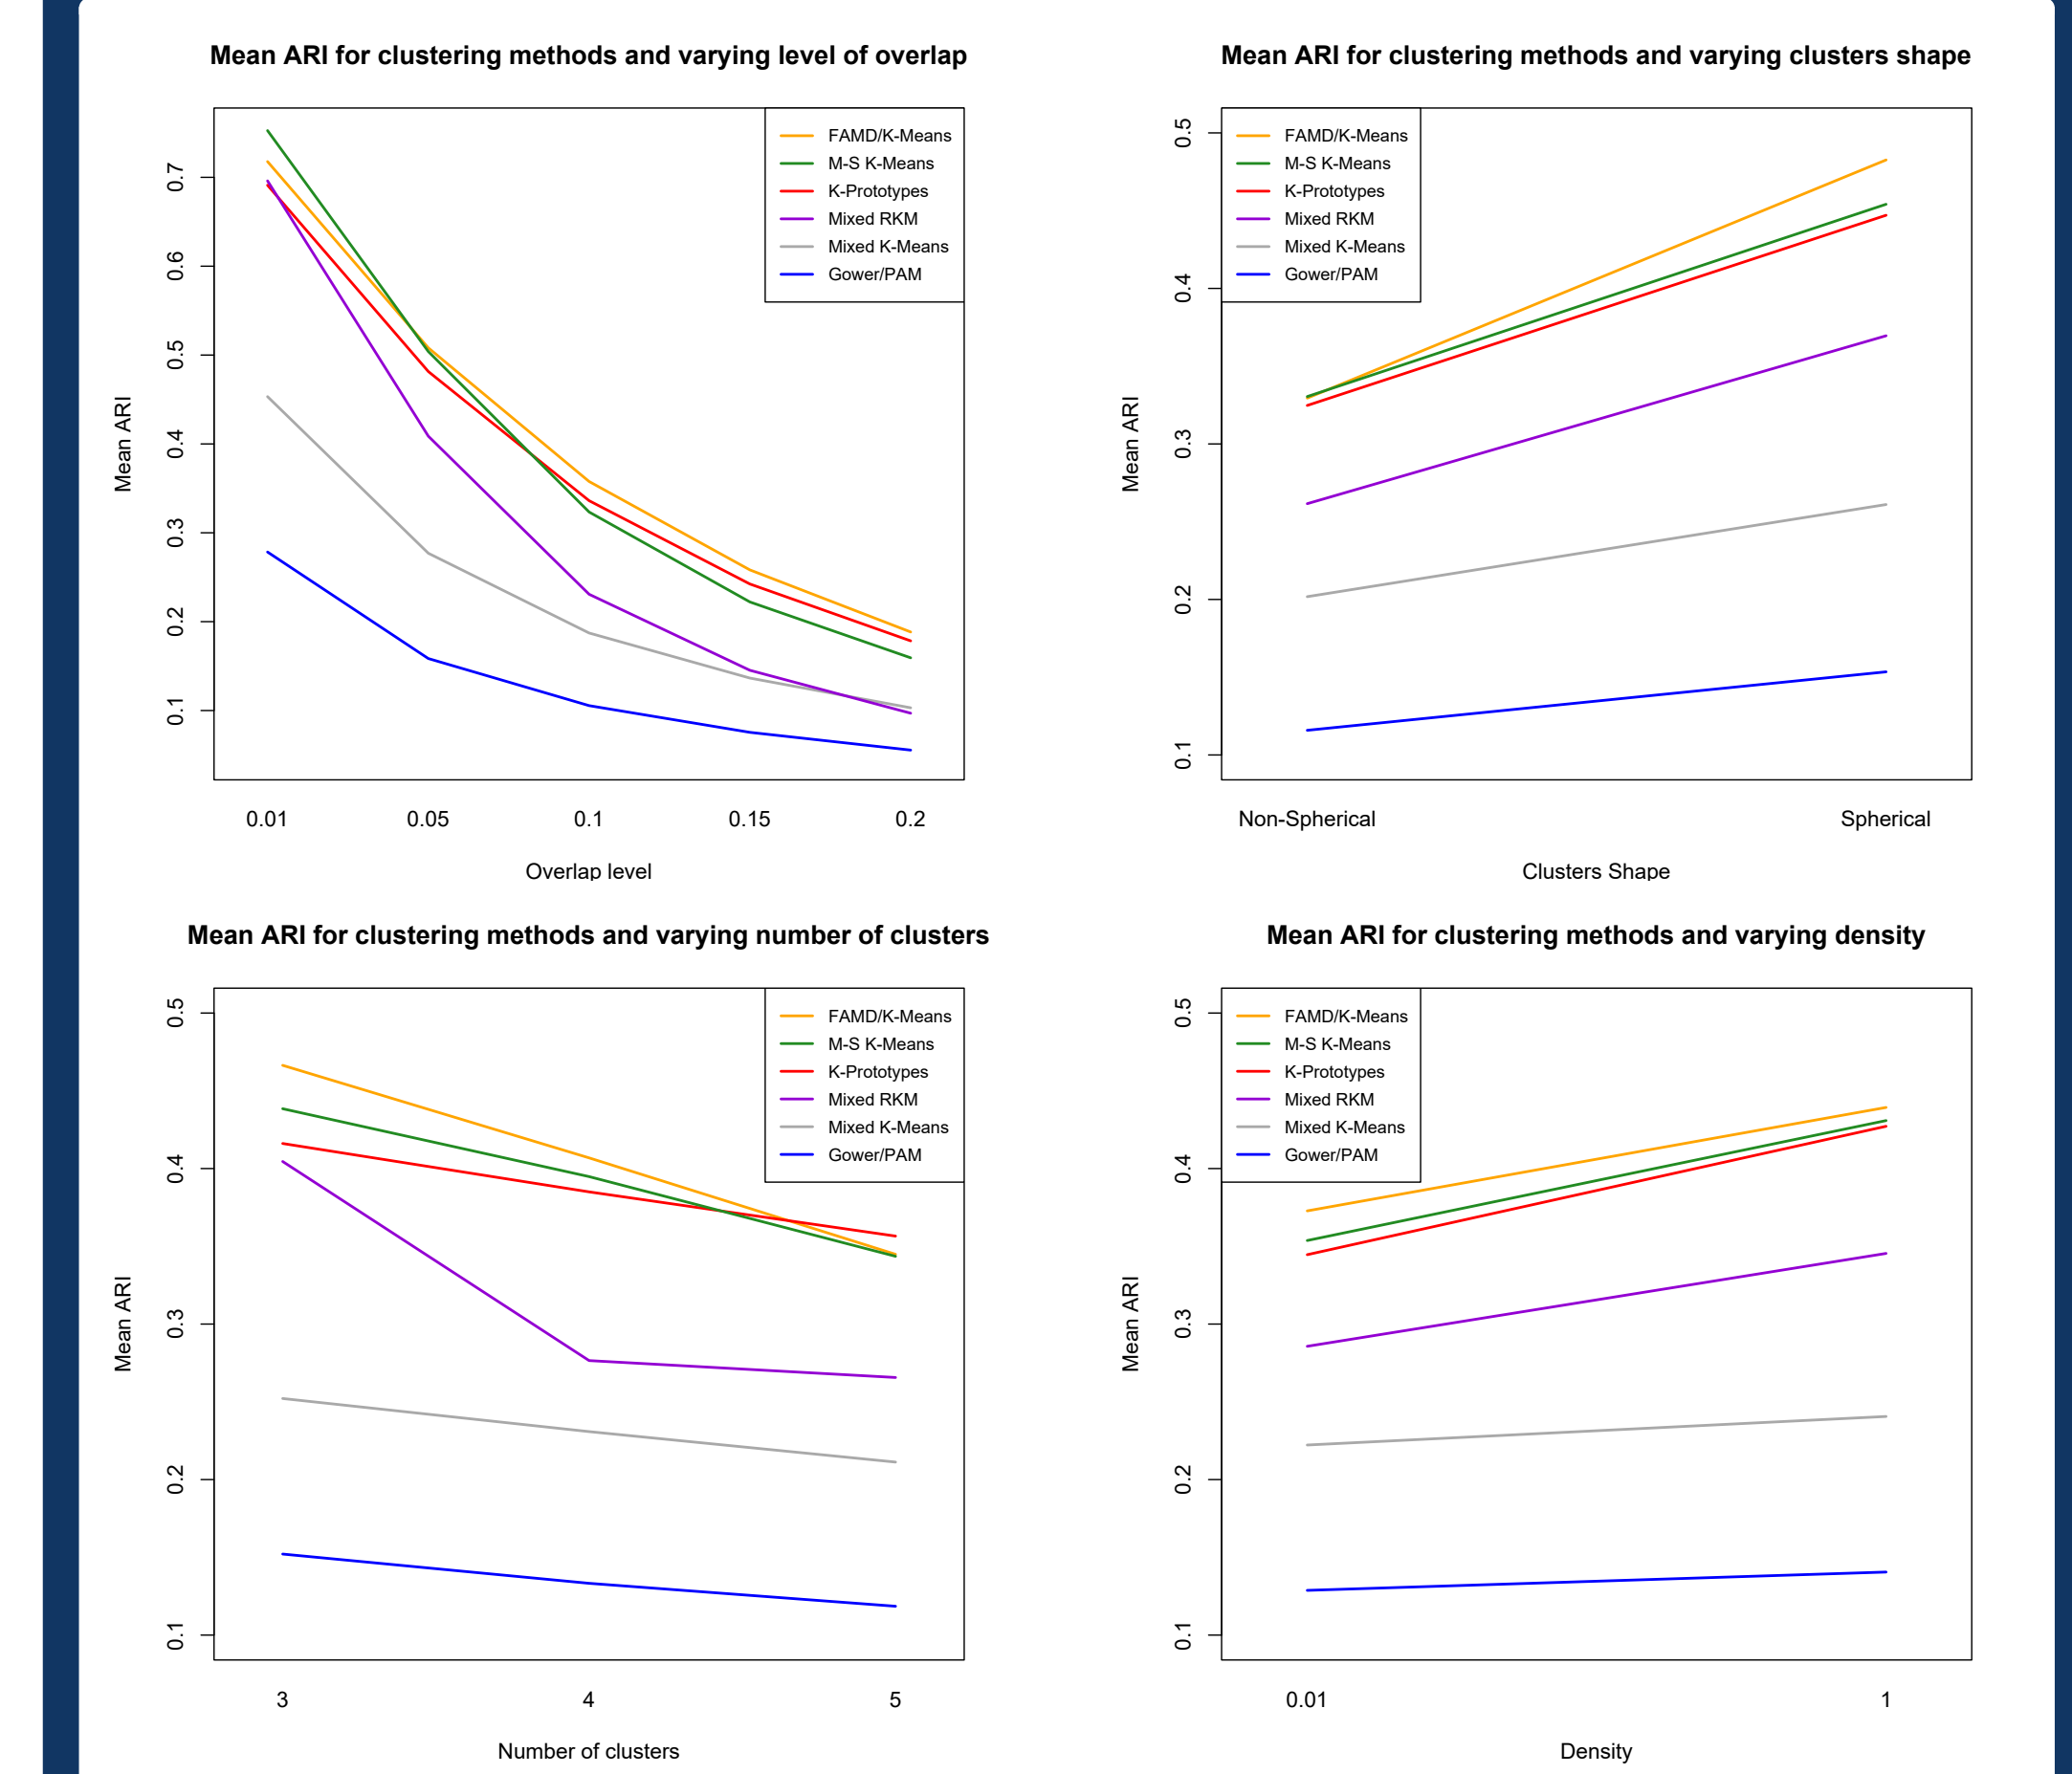 Mean ARI for clustering methods and varying level of overlap
Mean ARI
0.7
0.6
0.5
0.4
0.3
0.2
0.1
FAMD/K-Means
M-S K-Means
K-Prototypes
Mixed RKM
Mixed K-Means
Gower/PAM
0.01 0.05 0.1 0.15 0.2
Overlap level
Mean ARI for clustering methods and varying clusters shape
Mean ARI
0.5
0.4
0.3
0.2
0.1
FAMD/K-Means
M-S K-Means
K-Prototypes
Mixed RKM
Mixed K-Means
Gower/PAM
Non-Spherical Spherical
Clusters Shape
Mean ARI for clustering methods and varying number of clusters
Mean ARI
0.5
0.4
0.3
0.2
0.1
FAMD/K-Means
M-S K-Means
K-Prototypes
Mixed RKM
Mixed K-Means
Gower/PAM
3 4 5
Number of clusters
Mean ARI for clustering methods and varying density
Mean ARI
0.5
0.4
0.3
0.2
0.1
FAMD/K-Means
M-S K-Means
K-Prototypes
Mixed RKM
Mixed K-Means
Gower/PAM
0.01 1
Density